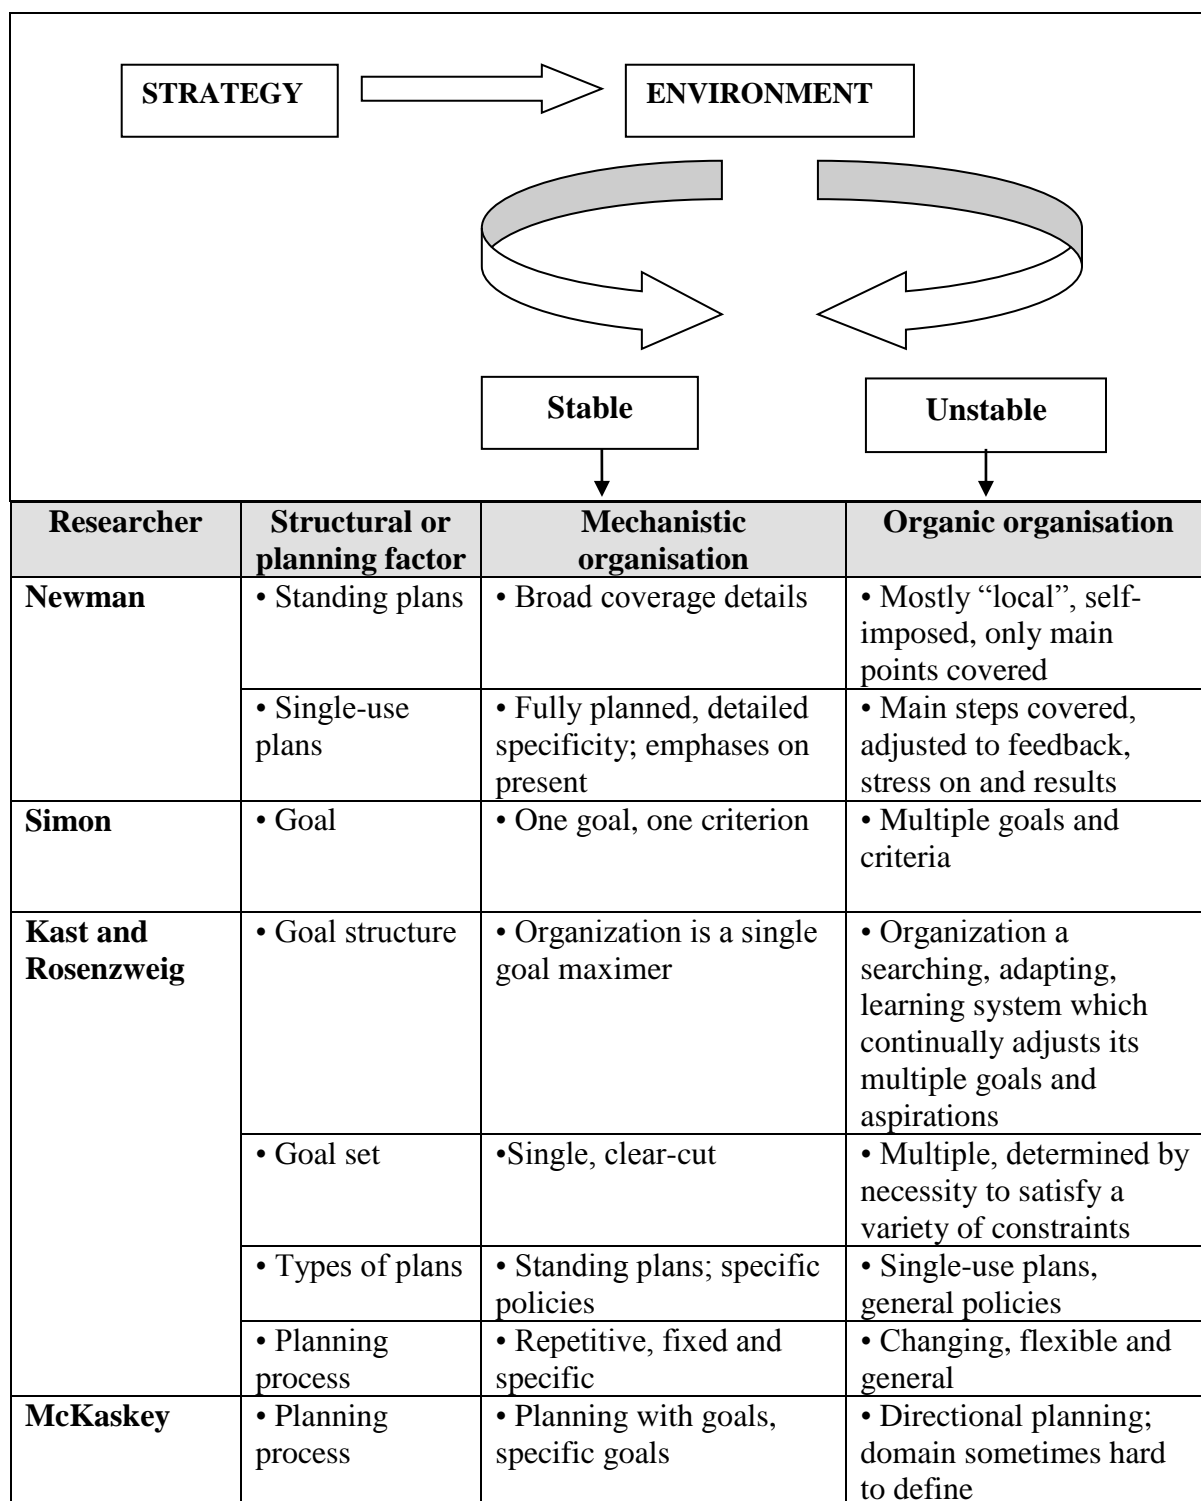 STRATEGY
ENVIRONMENT
Stable
Unstable
Researcher
Structural or
planning factor
Mechanistic
organisation
Organic organisation
Newman
• Standing plans
• Broad coverage details
• Mostly “local”, self-
imposed, only main
points covered
• Single-use
plans
• Fully planned, detailed
specificity; emphases on
present
• Main steps covered,
adjusted to feedback,
stress on and results
Simon
• Goal
• One goal, one criterion
• Multiple goals and
criteria
Kast and
Rosenzweig
• Goal structure
• Organization is a single
goal maximer
• Organization a
searching, adapting,
learning system which
continually adjusts its
multiple goals and
aspirations
• Goal set
•Single, clear-cut
• Multiple, determined by
necessity to satisfy a
variety of constraints
• Types of plans
• Standing plans; specific
policies
• Single-use plans,
general policies
• Planning
process
• Repetitive, fixed and
specific
• Changing, flexible and
general
McKaskey
• Planning
process
• Planning with goals,
specific goals
• Directional planning;
domain sometimes hard
to define